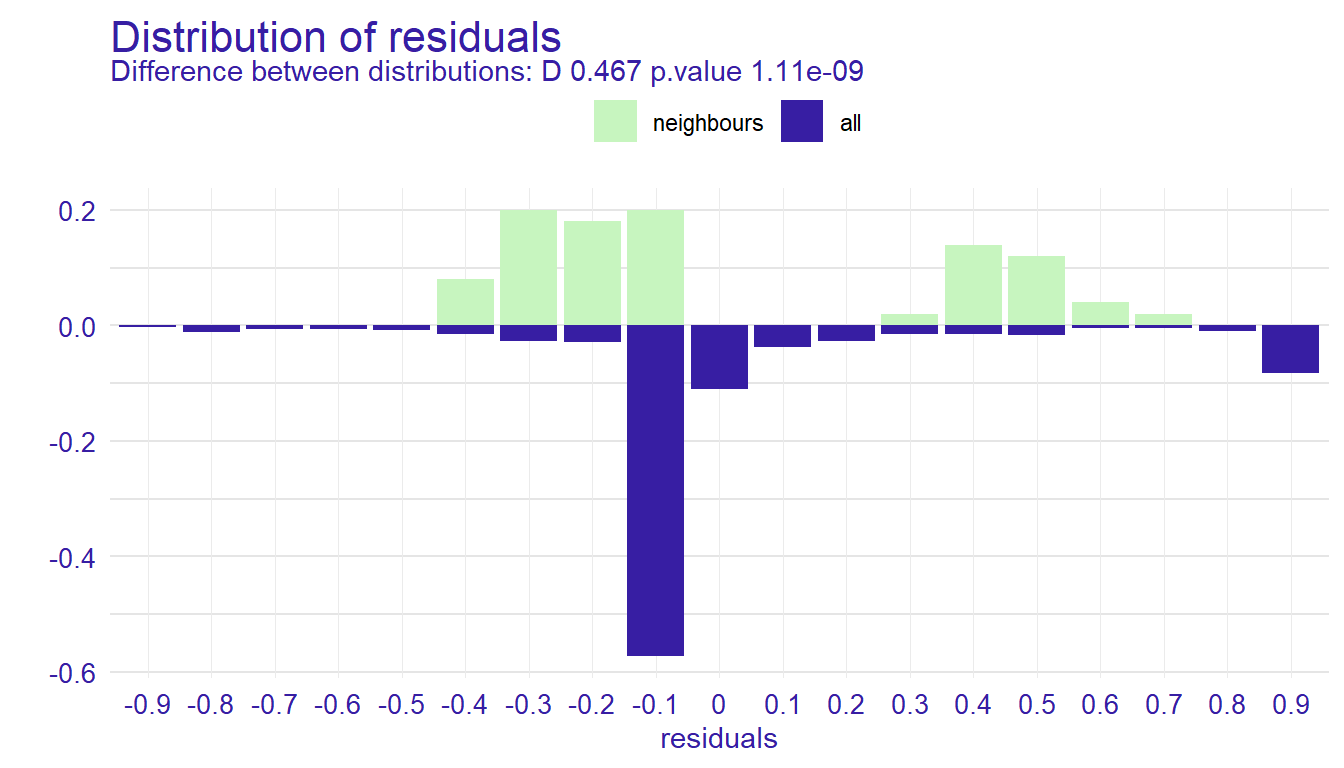 Distribution of residuals
Difference between distributions: D 0.467 p.value 1.11e-09
neighbours all
0.2
0.0
-0.2
-0.4
-0.6
-0.9 -0.8 -0.7 -0.6 -0.5 -0.4 -0.3 -0.2 -0.1 0 0.1 0.2 0.3 0.4 0.5 0.6 0.7 0.8 0.9
residuals